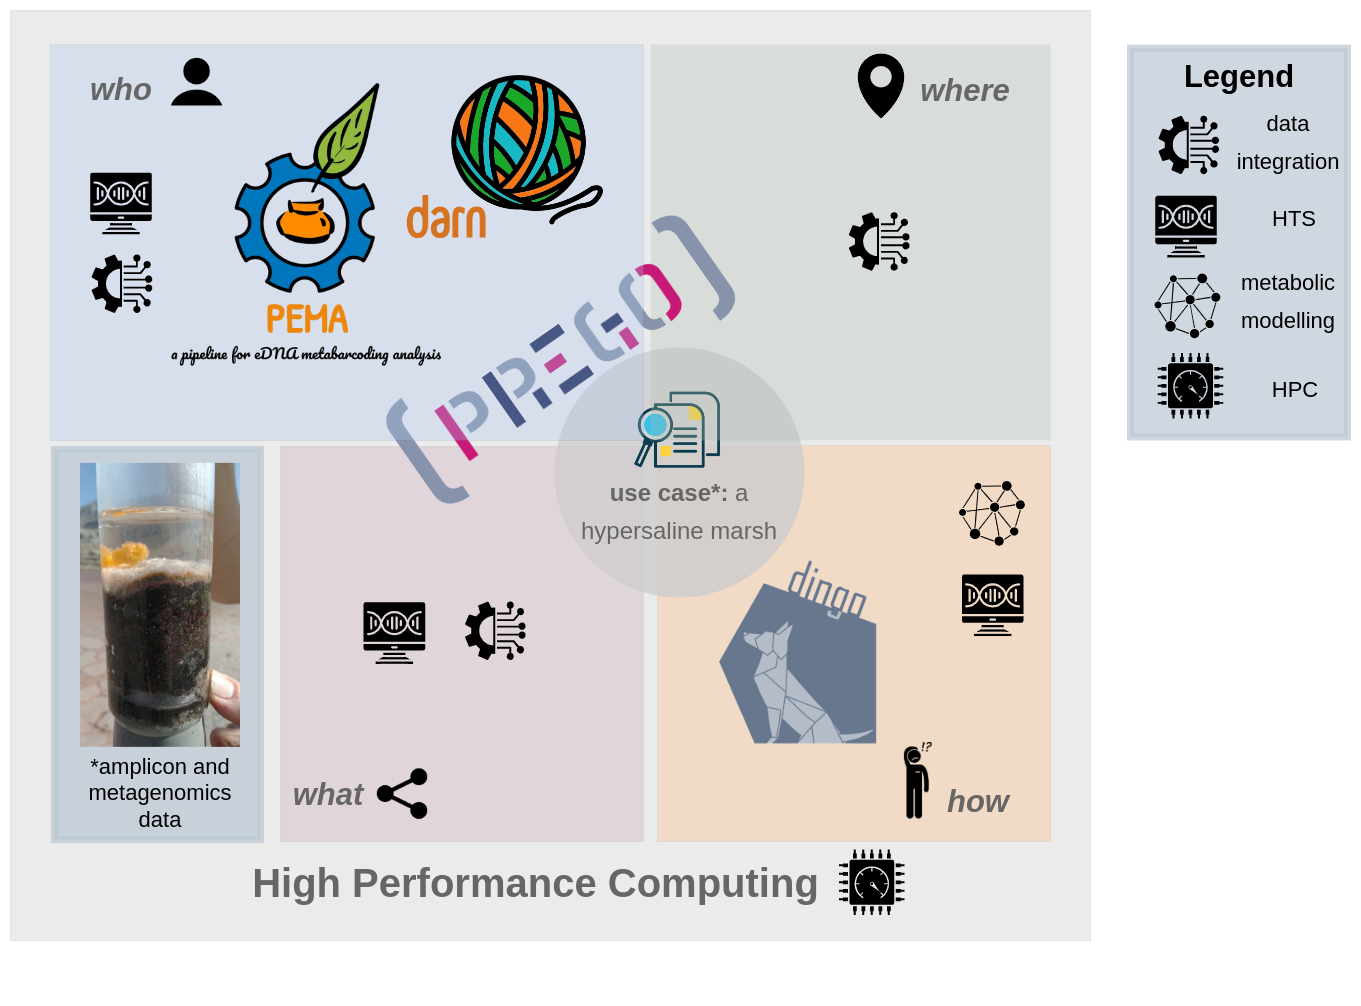 who
where
darn
PEMA
a pipeline for eDNA metabarcoding analysis
[PREGO]
use case*: a
hypersaline marsh
dingo
*amplicon and
metagenomics
data
what
!?
how
High Performance Computing
Legend
data
integration
HTS
metabolic
modelling
HPC